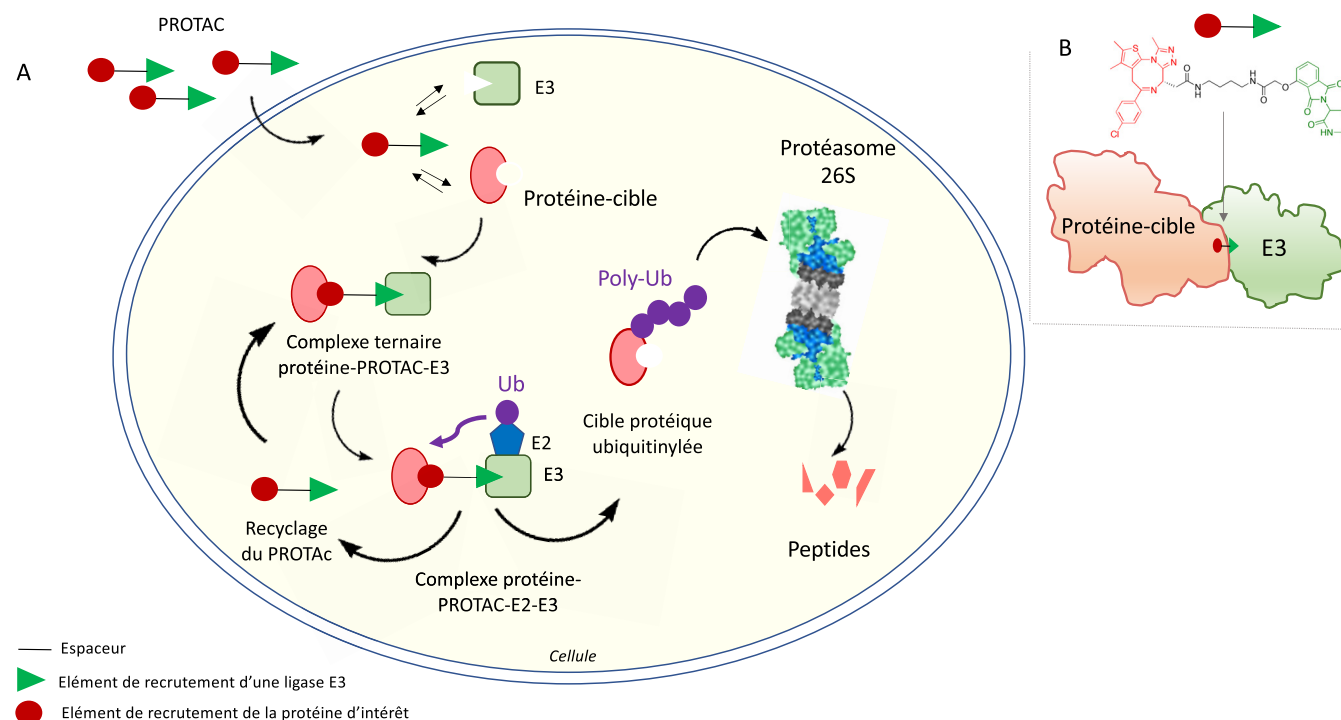 PROTAC
A
E3
Protéine-cible
Protéasome
26S
Poly-Ub
Complexe ternaire
protéine-PROTAC-E3
Ub
E2
E3
Cible protéique
ubiquitinylée
Recyclage
du PROTAc
Complexe protéine-
PROTAC-E2-E3
Peptides
Cellule
Espaceur
Elément de recrutement d'une ligase E3
Elément de recrutement de la protéine d'intérêt
B
S
N
N
N
N
Cl
O
N
H
H
N
O
O
O
O
N
O
O
HN
Protéine-cible
E3